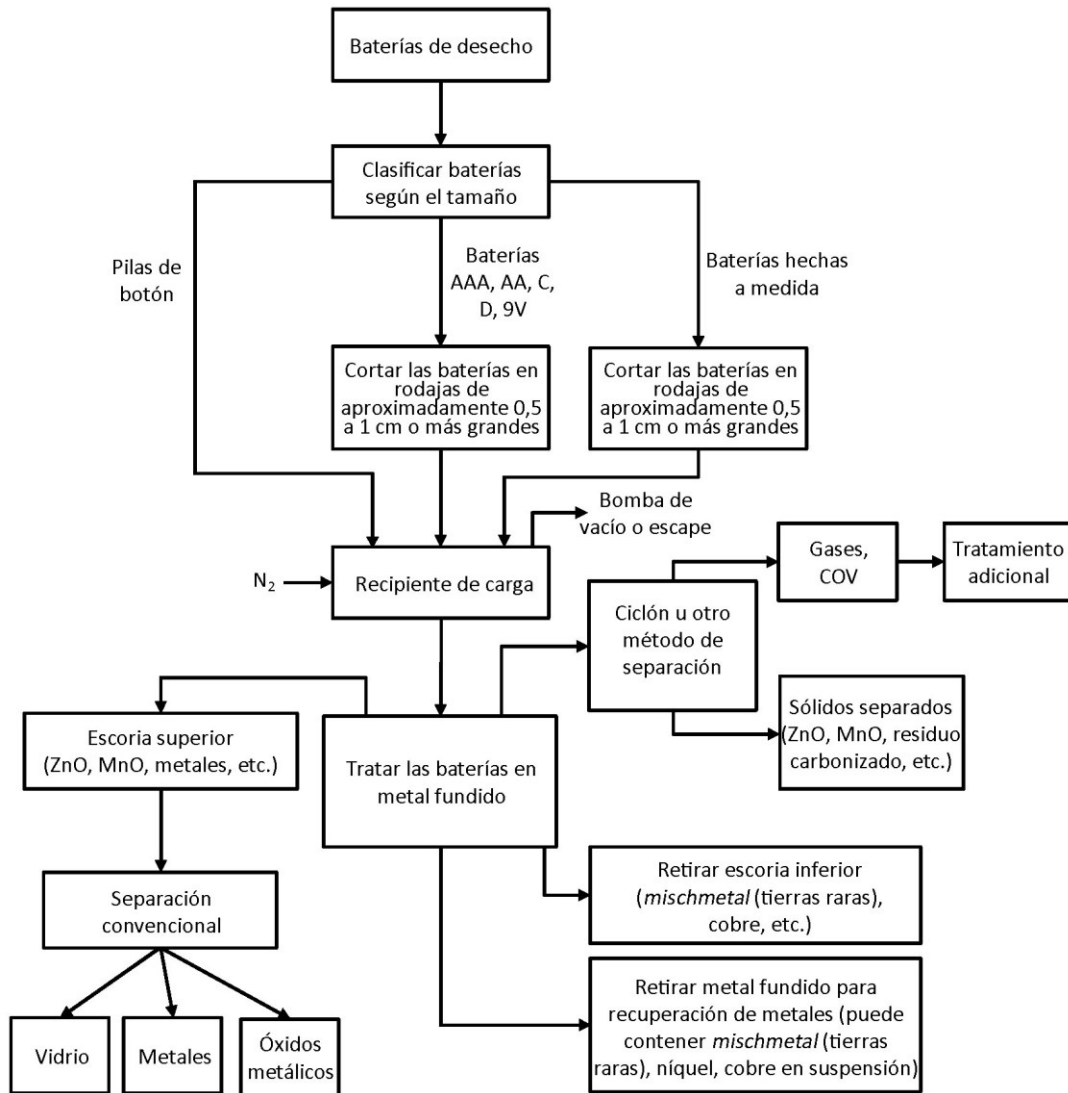 Baterías de desecho
Clasificar baterías
según el tamaño
Pilas de
botón
Baterías
AAA, AA, C,
D, 9V
Baterías hechas
a medida
Cortar las baterías en
rodajas de
aproximadamente 0,5
a 1 cm o más grandes
Cortar las baterías en
rodajas de
aproximadamente 0,5
a 1 cm o más grandes
Bomba de
vacío o escape
N₂
Recipiente de carga
Gases,
COV
Tratamiento
adicional
Ciclón u otro
método de
separación
Sólidos separados
(ZnO, MnO, residuo
carbonizado, etc.)
Escoria superior
(ZnO, MnO, metales, etc.)
Tratar las baterías en
metal fundido
Separación
convencional
Retirar escoria inferior
(mischmetal (tierras raras),
cobre, etc.)
Retirar metal fundido para
recuperación de metales (puede
contener mischmetal (tierras
raras), níquel, cobre en suspensión)
Vidrio
Metales
Óxidos
metálicos